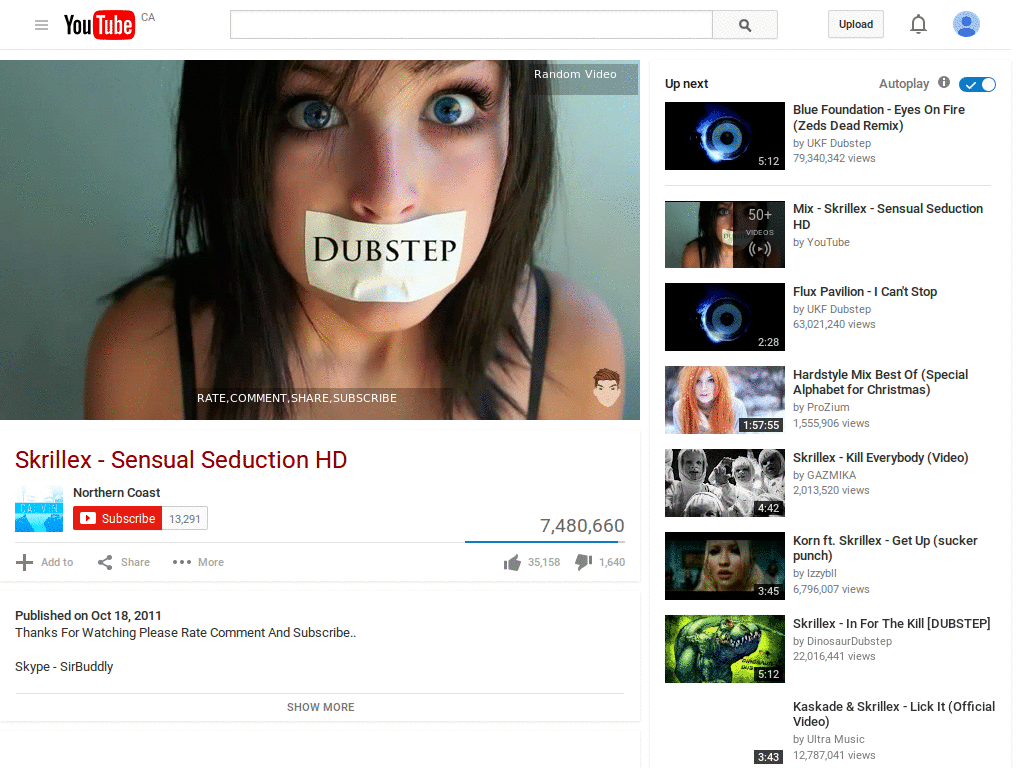 YouTube CA
Upload
Random Video
DUBSTEP
RATE,COMMENT,SHARE,SUBSCRIBE
Skrillex - Sensual Seduction HD
Northern Coast
Subscribe 13,291
7,480,660
Add to Share More 35,158 1,640
Published on Oct 18, 2011
Thanks For Watching Please Rate Comment And Subscribe..
Skype - SirBuddly
SHOW MORE
Up next Autoplay
Blue Foundation - Eyes On Fire
(Zeds Dead Remix)
by UKF Dubstep
79,340,342 views
5:12
Mix - Skrillex - Sensual Seduction
HD
by YouTube
50+
VIDEOS
Flux Pavilion - I Can't Stop
by UKF Dubstep
63,021,240 views
2:28
Hardstyle Mix Best Of (Special
Alphabet for Christmas)
by ProZium
1,555,906 views
1:57:55
Skrillex - Kill Everybody (Video)
by GAZMIKA
2,013,520 views
4:42
Korn ft. Skrillex - Get Up (sucker
punch)
by Izzybll
6,796,007 views
3:45
Skrillex - In For The Kill [DUBSTEP]
by DinosaurDubstep
22,016,441 views
5:12
Kaskade & Skrillex - Lick It (Official
Video)
by Ultra Music
12,787,041 views
3:43